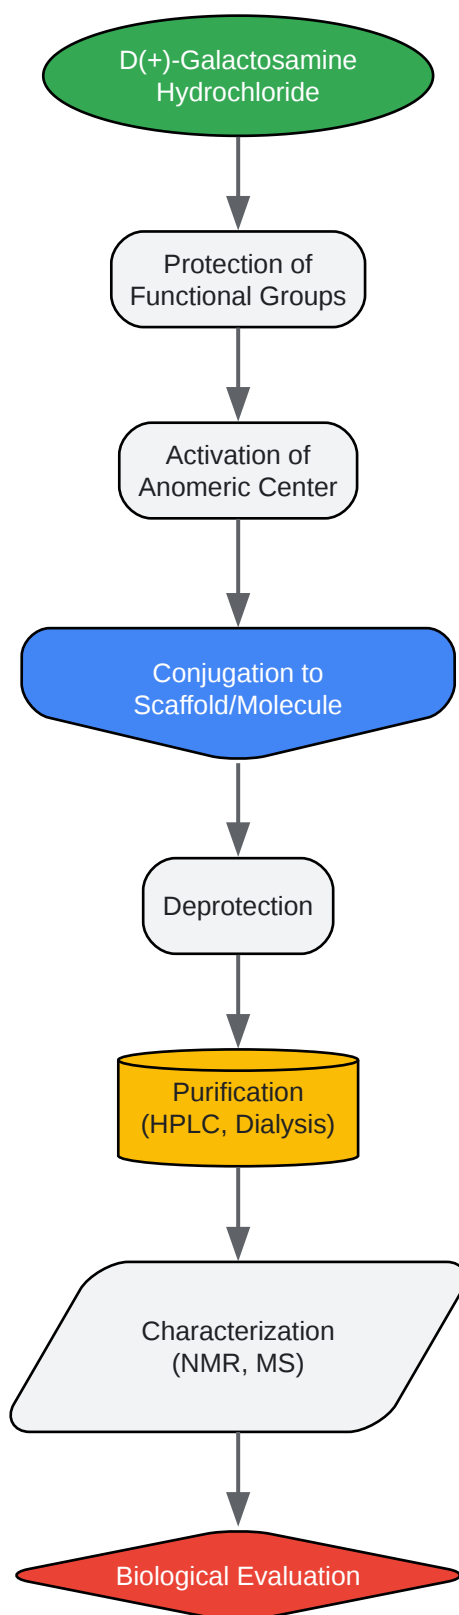 D(+)-Galactosamine
Hydrochloride
Protection of
Functional Groups
Activation of
Anomeric Center
Conjugation to
Scaffold/Molecule
Deprotection
Purification
(HPLC, Dialysis)
Characterization
(NMR, MS)
Biological Evaluation